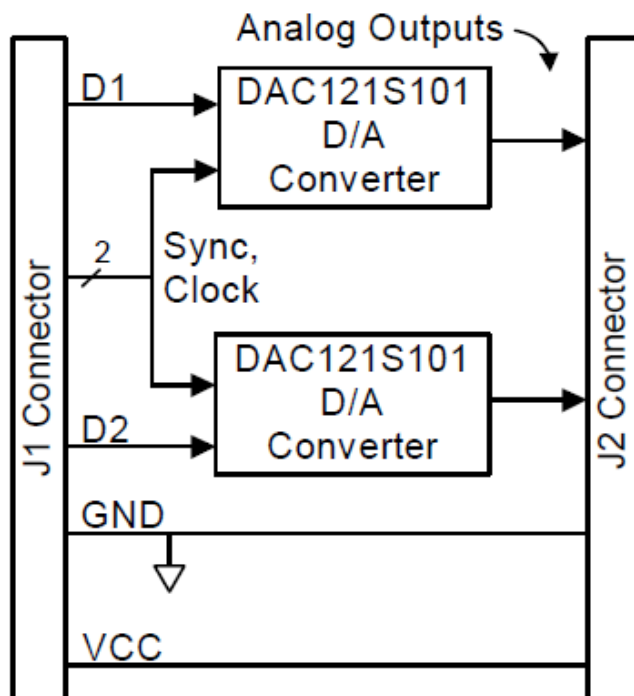 Analog Outputs
J1 Connector
D1
DAC121S101
D/A
Converter
2
Sync,
Clock
DAC121S101
D/A
Converter
D2
GND
VCC
J2 Connector